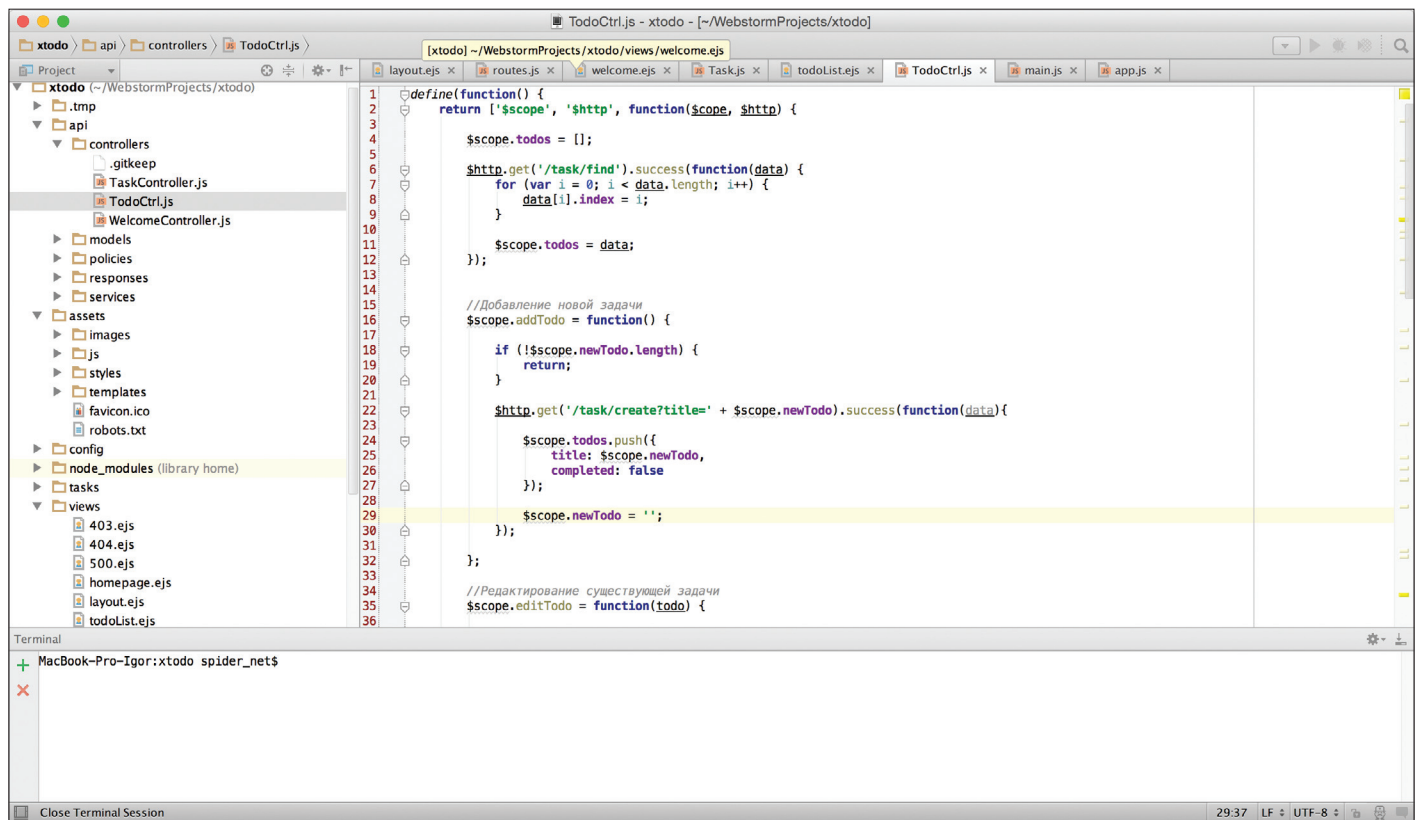 TodoCtrl.js - xtodo - [~/WebstormProjects/xtodo]
xtodo api controllers TodoCtrl.js
[xtodo] ~/WebstormProjects/xtodo/views/welcome.ejs
Project
layout.ejs × routes.js × welcome.ejs × Task.js × todoList.ejs × TodoCtrl.js × main.js × app.js ×
xtodo (~/WebstormProjects/xtodo)
.tmp
api
controllers
.gitkeep
TaskController.js
TodoCtrl.js
WelcomeController.js
models
policies
responses
services
assets
images
js
styles
templates
favicon.ico
robots.txt
config
node_modules (library home)
tasks
views
403.ejs
404.ejs
500.ejs
homepage.ejs
layout.ejs
todoList.ejs
1 define(function() {
2 return ['$scope', '$http', function($cope, $http) {
3
4 $scope.todos = [];
5
6 $http.get('/task/find').success(function(data) {
7 for (var i = 0; i < data.length; i++) {
8 data[i].index = i;
9 }
10
11 $scope.todos = data;
12 });
13
14
15 //Добавление новой задачи
16 $scope.addTodo = function() {
17
18 if (!$scope.newTodo.length) {
19 return;
20 }
21
22 $http.get('/task/create?title=' + $scope.newTodo).success(function(data){
23
24 $scope.todos.push({
25 title: $scope.newTodo,
26 completed: false
27 });
28
29 $scope.newTodo = '';
30 });
31
32 };
33
34 //Редактирование существующей задачи
35 $scope.editTodo = function(todo) {
36
Terminal
MacBook-Pro-Igor:xtodo spider_net$
Close Terminal Session
29:37 LF UTF-8